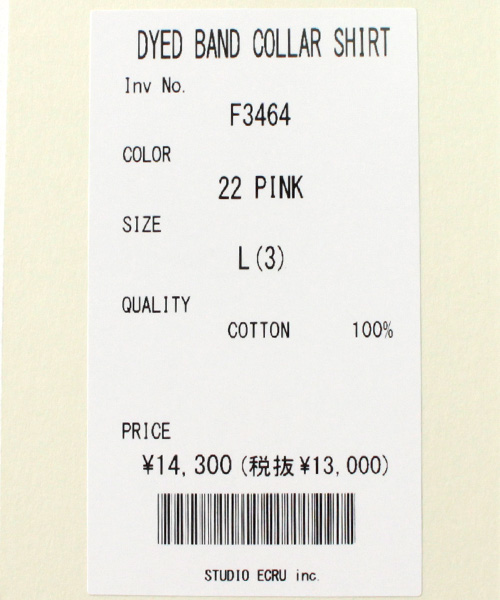 DYED BAND COLLAR SHIRT
Inv No.
F3464
COLOR
22 PINK
SIZE
L(3)
QUALITY
COTTON 100%
PRICE
¥14,300(税抜¥13,000)
STUDIO ECRU inc.